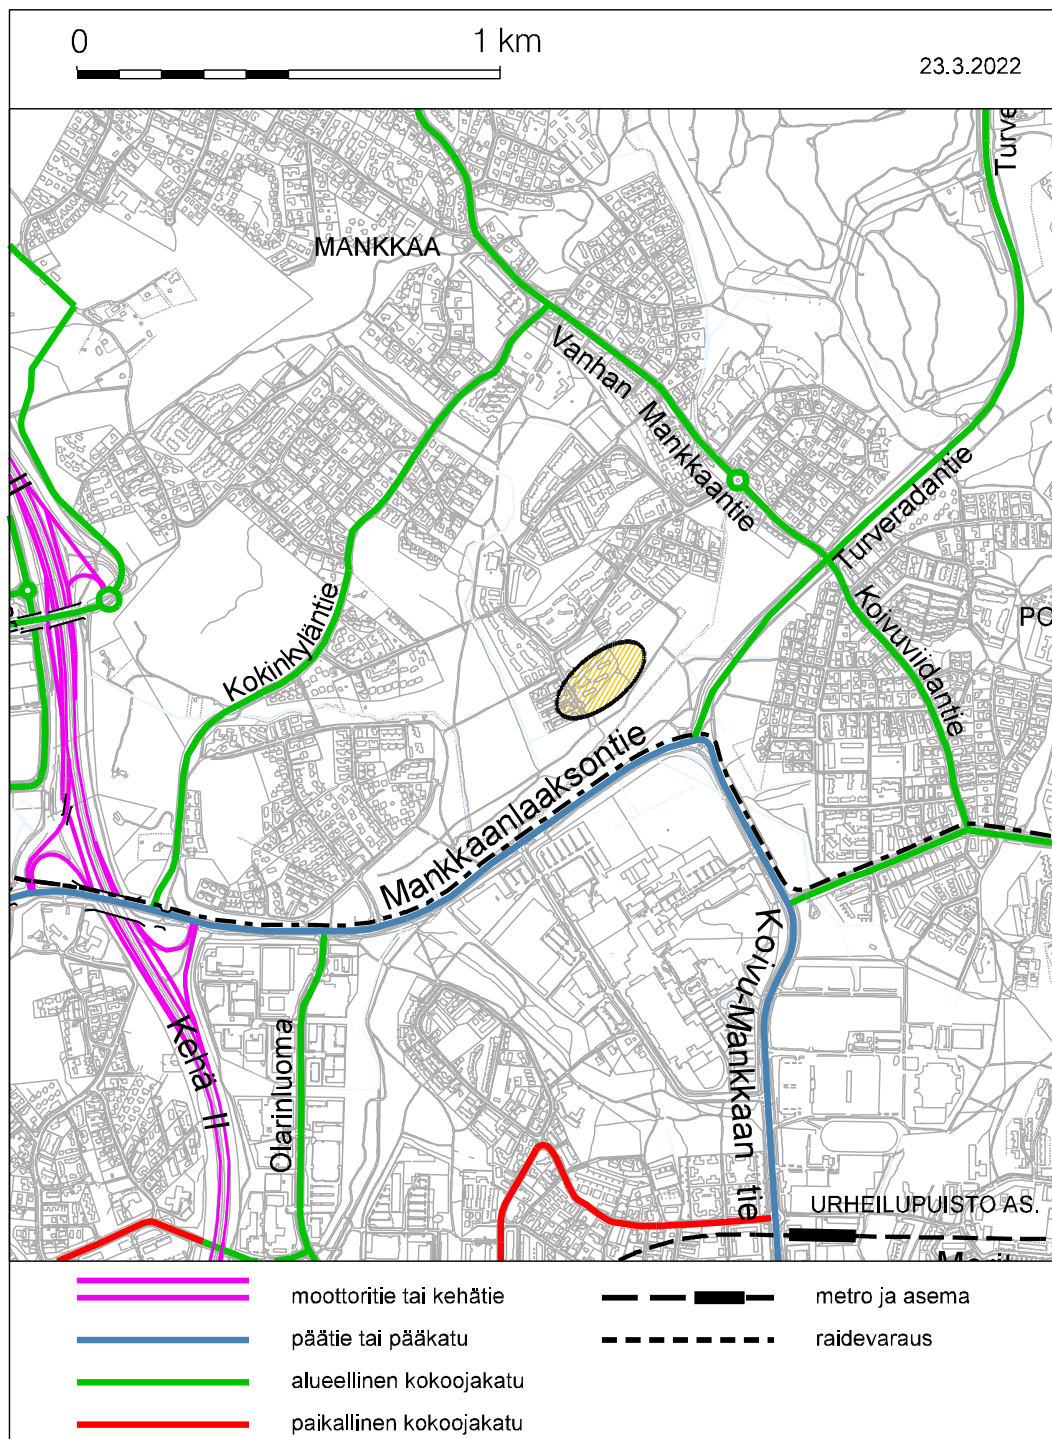 0
1 km
23.3.2022
Turve
MANKKAA
Vanhan Mankkaantie
Turveradantie
Koivuviidantie
PO
Kokinkyläntie
Mankkaanlaaksontie
Koivu-Mankkaan tie
Kehä II
II
Olarinluoma
URHEILUPUISTO AS.
moottoritie tai kehätie
metro ja asema
päätie tai pääkatu
raidevaraus
alueellinen kokoojakatu
paikallinen kokoojakatu